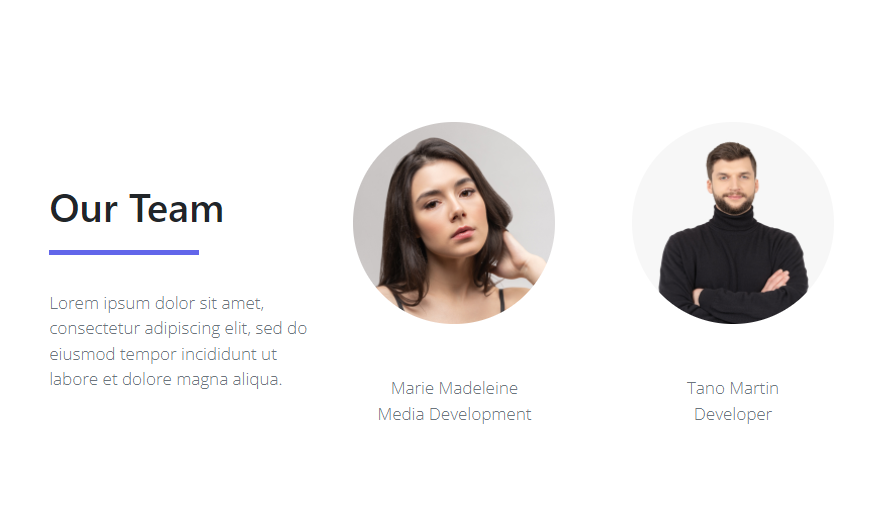 Our Team
Lorem ipsum dolor sit amet,
consectetur adipiscing elit, sed do
eiusmod tempor incididunt ut
labore et dolore magna aliqua.
Marie Madeleine
Media Development
Tano Martin
Developer